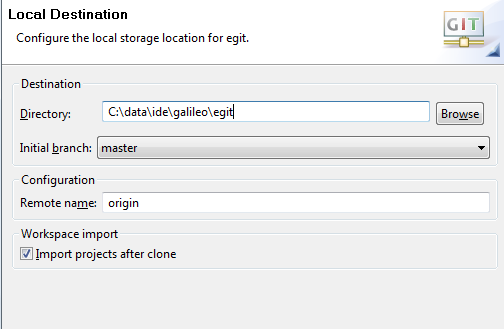 Local Destination
Configure the local storage location for egit.
GIT
Destination
Directory: C:\data\ide\galileo\egit Browse
Initial branch: master
Configuration
Remote name: origin
Workspace import
Import projects after clone